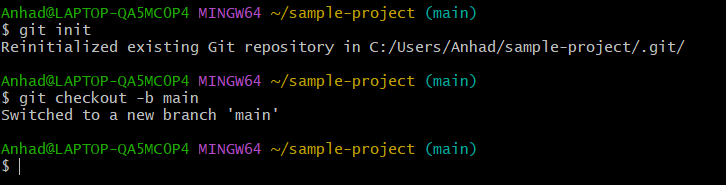 Anhad@LAPTOP-QA5MC0P4 MINGW64 ~/sample-project (main)
$ git init
Reinitialized existing Git repository in C:/Users/Anhad/sample-project/.git/
Anhad@LAPTOP-QA5MC0P4 MINGW64 ~/sample-project (main)
$ git checkout -b main
Switched to a new branch 'main'
Anhad@LAPTOP-QA5MC0P4 MINGW64 ~/sample-project (main)
$